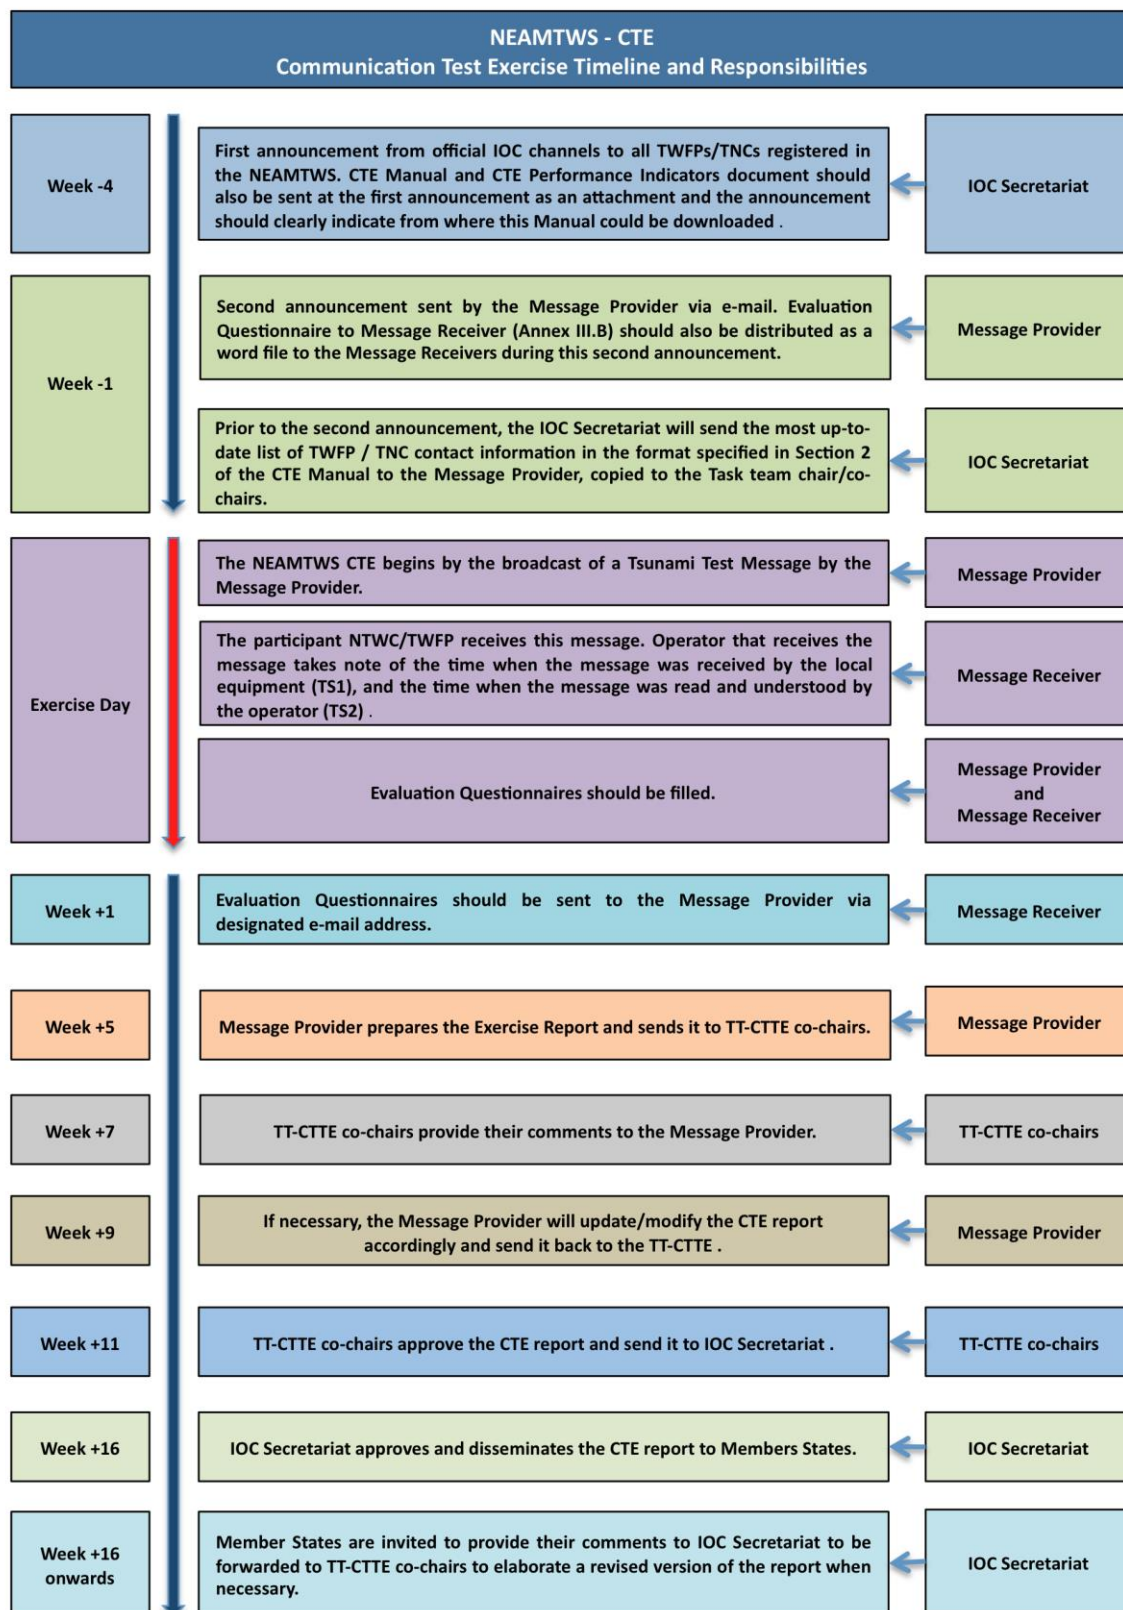 NEAMTWS - CTE
Communication Test Exercise Timeline and Responsibilities
Week -4
First announcement from official IOC channels to all TWFPs/TNCs registered in
the NEAMTWS. CTE Manual and CTE Performance Indicators document should
also be sent at the first announcement as an attachment and the announcement
should clearly indicate from where this Manual could be downloaded .
IOC Secretariat
Week -1
Second announcement sent by the Message Provider via e-mail. Evaluation
Questionnaire to Message Receiver (Annex III.B) should also be distributed as a
word file to the Message Receivers during this second announcement.
Message Provider
Prior to the second announcement, the IOC Secretariat will send the most up-to-
date list of TWFP / TNC contact information in the format specified in Section 2
of the CTE Manual to the Message Provider, copied to the Task team chair/co-
chairs.
IOC Secretariat
Exercise Day
The NEAMTWS CTE begins by the broadcast of a Tsunami Test Message by the
Message Provider.
Message Provider
The participant NTWC/TWFP receives this message. Operator that receives the
message takes note of the time when the message was received by the local
equipment (TS1), and the time when the message was read and understood by
the operator (TS2) .
Message Receiver
Evaluation Questionnaires should be filled.
Message Provider
and
Message Receiver
Week +1
Evaluation Questionnaires should be sent to the Message Provider via
designated e-mail address.
Message Receiver
Week +5
Message Provider prepares the Exercise Report and sends it to TT-CTTE co-chairs.
Message Provider
Week +7
TT-CTTE co-chairs provide their comments to the Message Provider.
TT-CTTE co-chairs
Week +9
If necessary, the Message Provider will update/modify the CTE report
accordingly and send it back to the TT-CTTE .
Message Provider
Week +11
TT-CTTE co-chairs approve the CTE report and send it to IOC Secretariat .
TT-CTTE co-chairs
Week +16
IOC Secretariat approves and disseminates the CTE report to Members States.
IOC Secretariat
Week +16
onwards
Member States are invited to provide their comments to IOC Secretariat to be
forwarded to TT-CTTE co-chairs to elaborate a revised version of the report when
necessary.
IOC Secretariat